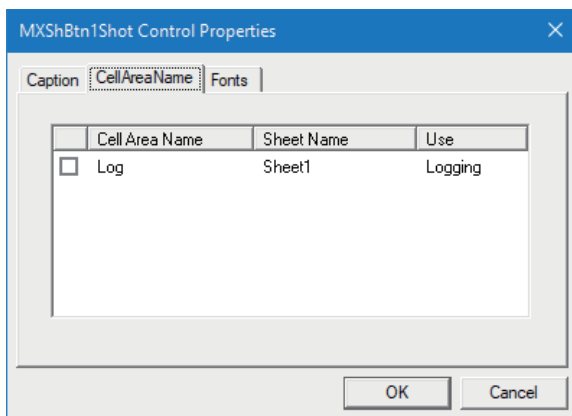 MXShBtn1Shot Control Properties
Caption CellAreaName Fonts
Cell Area Name Sheet Name Use
Log Sheet1 Logging
OK Cancel